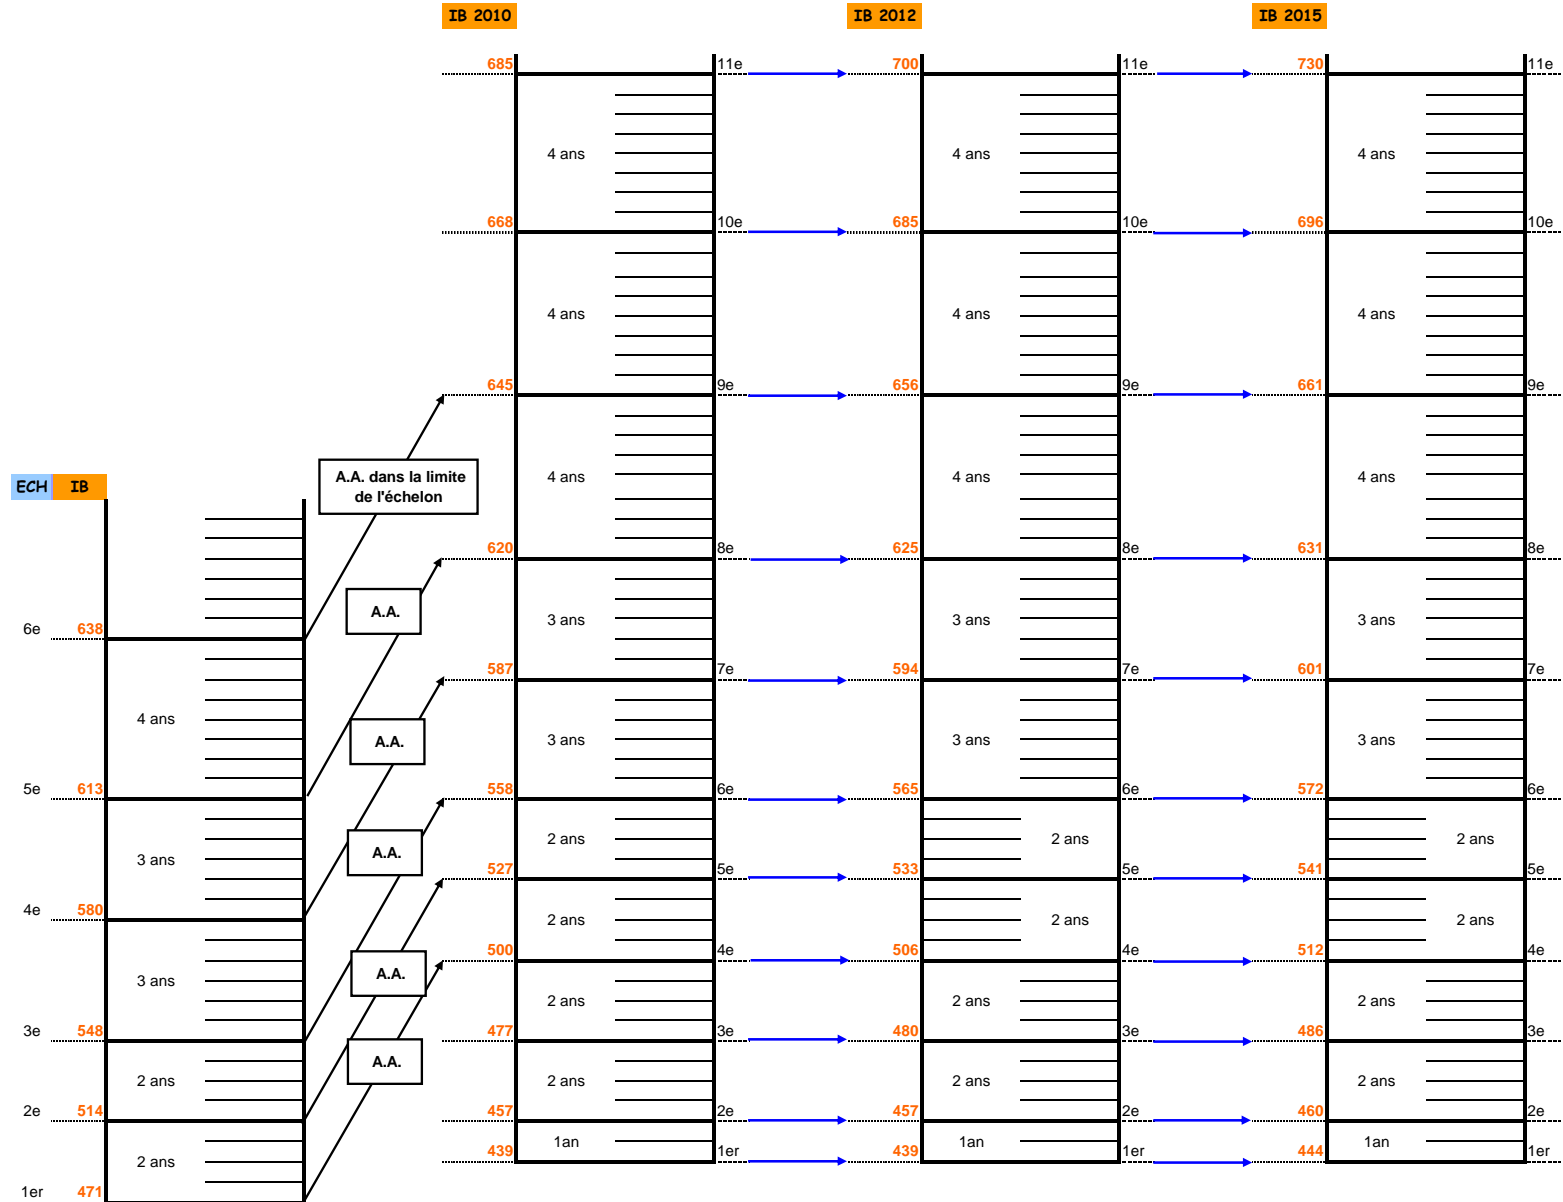 IB 2010 IB 2012 IB 2015
685 11e 700 11e 730 11e
4 ans 4 ans 4 ans
668 10e 685 10e 696 10e
4 ans 4 ans 4 ans
645 9e 656 9e 661 9e
A.A. dans la limite
de l'échelon
4 ans 4 ans 4 ans
ECH IB
620 8e 625 8e 631 8e
A.A.
3 ans 3 ans 3 ans
6e 638
587 7e 594 7e 601 7e
4 ans
A.A.
3 ans 3 ans 3 ans
5e 613
558 6e 565 6e 572 6e
2 ans 2 ans 2 ans
3 ans
A.A.
527 5e 533 5e 541 5e
4e 580
2 ans 2 ans 2 ans
500 4e 506 4e 512 4e
A.A.
3 ans
2 ans 2 ans 2 ans
3e 548
477 3e 480 3e 486 3e
A.A.
2 ans
2 ans 2 ans 2 ans
2e 514
457 2e 457 2e 460 2e
1an 1an 1an
439 1er 439 1er 444 1er
2 ans
1er 471